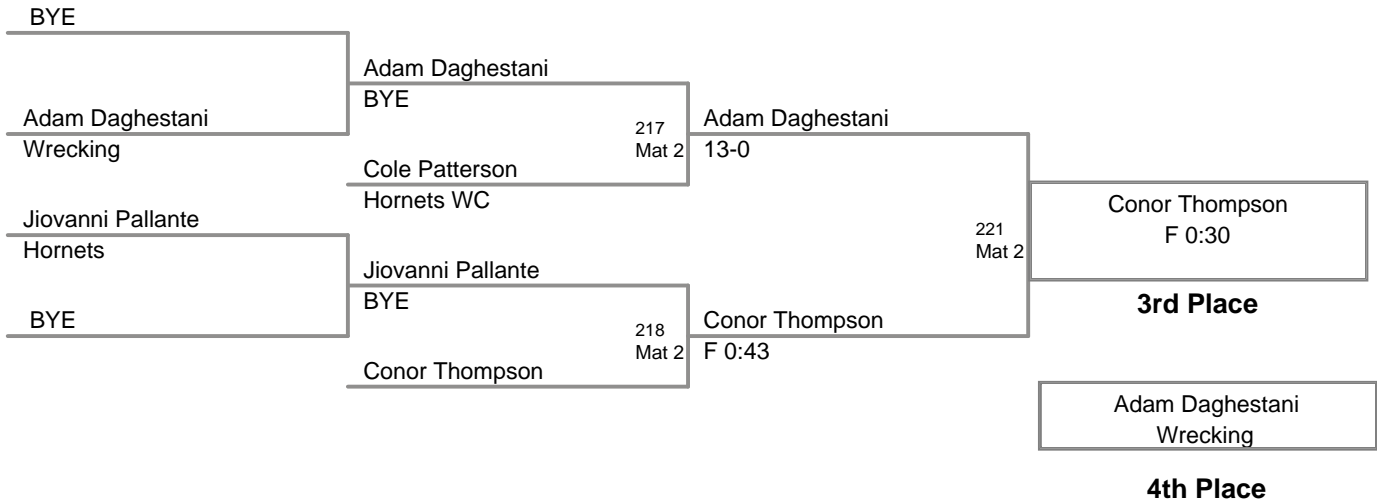 BYE
Adam Daghestani
BYE
Adam Daghestani
Wrecking
217
Mat 2
Adam Daghestani
13-0
Cole Patterson
Hornets WC
Jiovanni Pallante
Hornets
221
Mat 2
Conor Thompson
F 0:30
3rd Place
Jiovanni Pallante
BYE
BYE
218
Mat 2
Conor Thompson
F 0:43
Conor Thompson
Adam Daghestani
Wrecking
4th Place